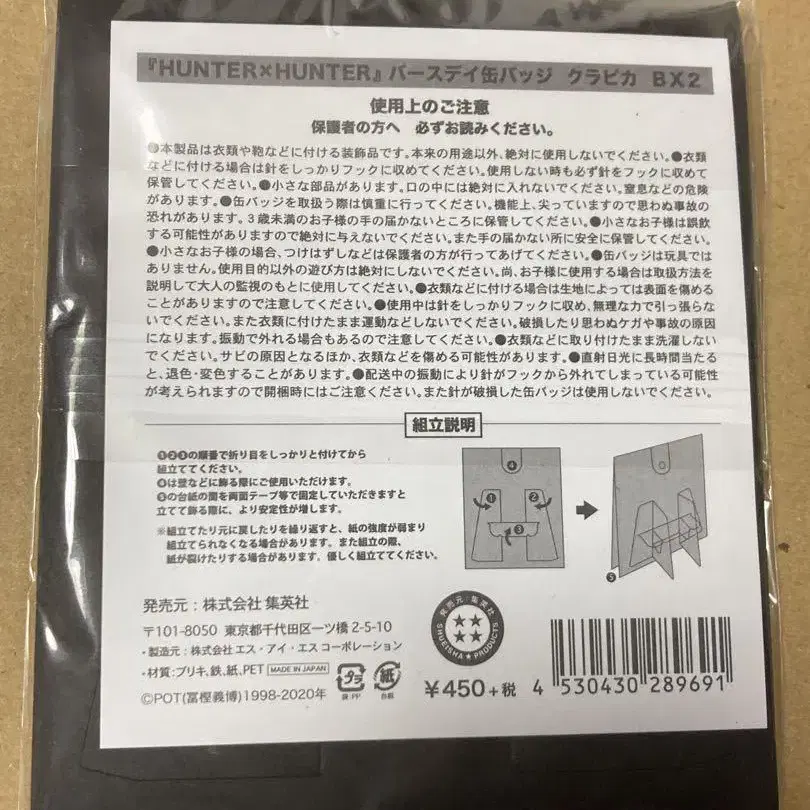 『HUNTER×HUNTER』バースデイ缶バッジ クラピカ BX2
使用上のご注意
保護者の方へ 必ずお読みください。
●本製品は衣類や鞄などに付ける装飾品です。本来の用途以外、絶対に使用しないでください。●衣類
などに付ける場合は針をしっかりフックに収めてください。使用しない時も必ず針をフックに収めて
保管してください。●小さな部品があります。口の中には絶対に入れないでください。窒息などの危険
があります。●缶バッジを取扱う際は慎重に行ってください。機能上、尖っていますので思わぬ事故の
恐れがあります。3歳未満のお子様の手の届かないところに保管してください。●小さなお子様は誤飲
する可能性がありますので絶対に与えないでください。また手の届かない所に安全に保管してください。
●小さなお子様の場合、つけはずしなどは保護者の方が行ってあげてください。●缶バッジは玩具では
ありません。使用目的以外の遊び方は絶対にしないでください。尚、お子様に使用する場合は取扱方法を
説明して大人の監視のもとに使用してください。●衣類などに付ける場合は生地によっては表面を傷める
ことがありますので注意してください。●使用中は針をしっかりフックに収め、無理な力で引っ張らな
いでください。また衣類に付けたまま運動などしないでください。破損したり思わぬケガや事故の原因
になります。振動で外れる場合もあるので注意してください。●衣類などに取り付けたまま洗濯しない
でください。サビの原因となるほか、衣類などを傷める可能性があります。●直射日光に長時間当たる
と、退色・変色することがあります。●配送中の振動により針がフックから外れてしまっている可能性
が考えられますので開梱時にはご注意ください。また針が破損した缶バッジは使用しないでください。
組立説明
❶❷❸の順番で折り目をしっかりと付けてから
組立ててください。
❹は壁などに飾る際にご使用いただけます。
❺の台紙の間を両面テープ等で固定していただきますと
立てて飾る際に、より安定性が増します。
※組立てたり元に戻したりを繰り返すと、紙の強度が弱まり
組立てられなくなる場合があります。また組立の際、
紙が裂けたりする場合があります。優しく組立ててください。
❶
❷
❸
❹
❺
発売元：株式会社 集英社
〒101-8050 東京都千代田区一ツ橋2-5-10
・製造元：株式会社 エス・アイ・エスコーポレーション
・材質：ブリキ,鉄,紙,PET MADE IN JAPAN
©POT(冨樫義博)1998-2020年
プラ
袋:PP
紙
発売元・集英社
SHUEISHA★PRODUCTS
¥450+税
4 530430 289691